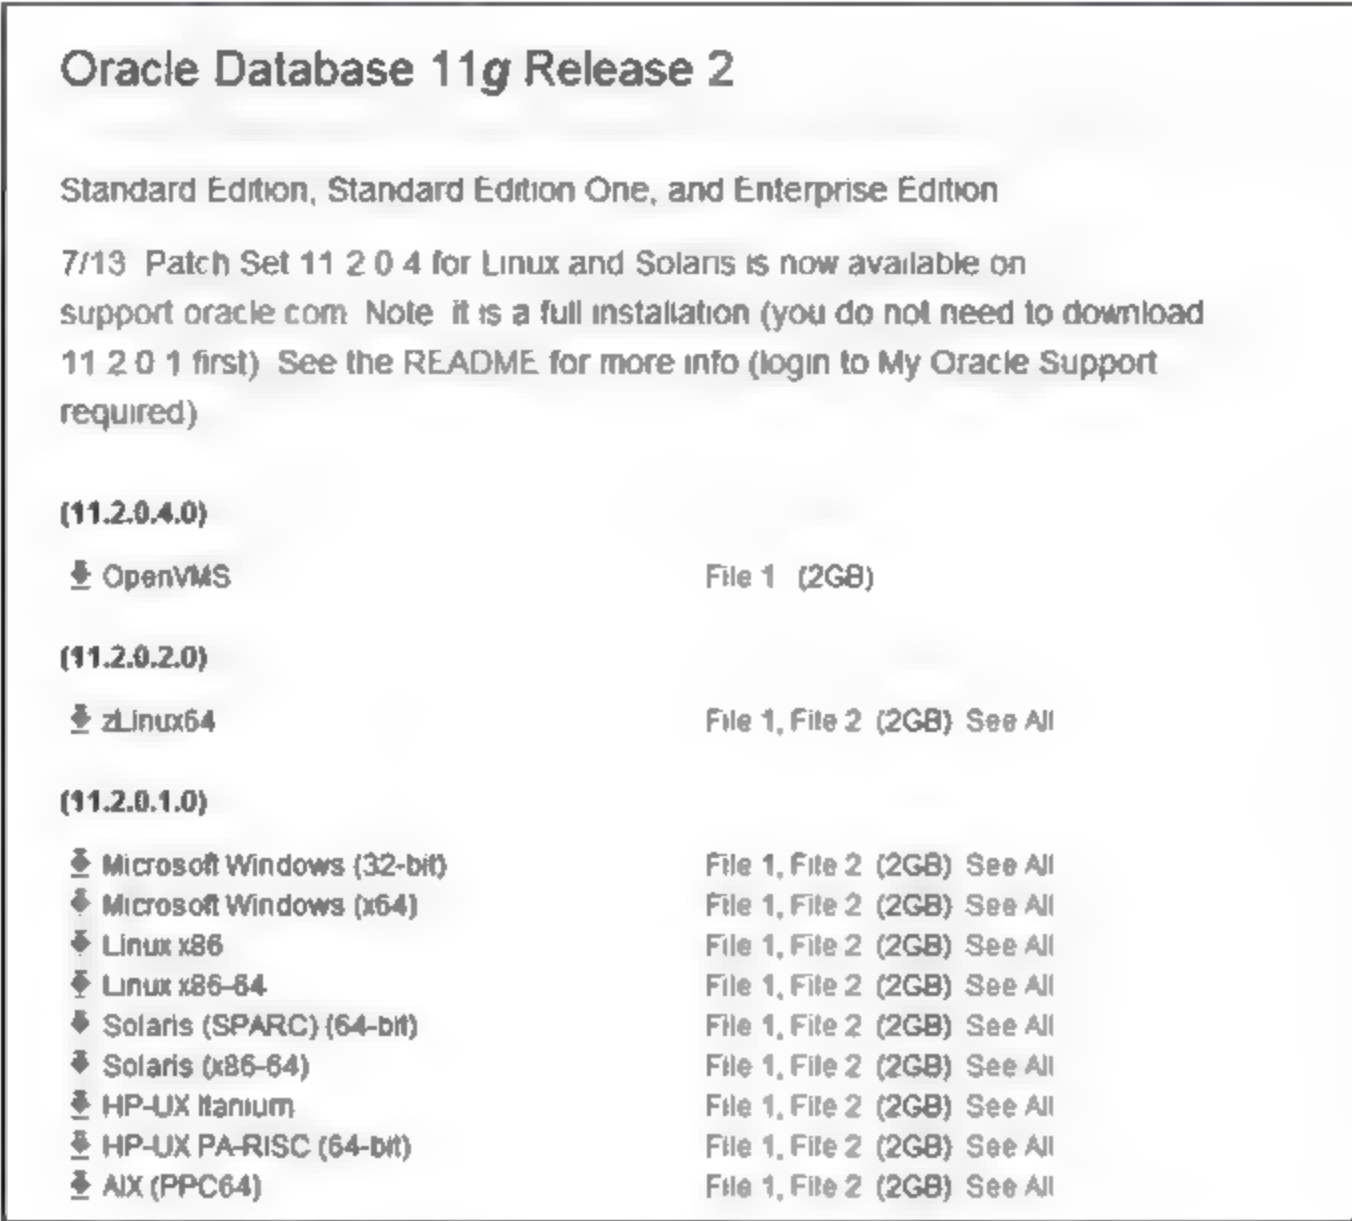 Oracle Database 11g Release 2
Standard Edition, Standard Edition One, and Enterprise Edition
7/13 Patch Set 11 2 0 4 for Linux and Solaris is now available on
support oracle com Note it is a full installation (you do not need to download
11 2 0 1 first) See the README for more info (login to My Oracle Support
required)
(11.2.0.4.0)
OpenVMS File 1 (2GB)
(11.2.0.2.0)
zLinux64 File 1, File 2 (2GB) See All
(11.2.0.1.0)
Microsoft Windows (32-bit) File 1, File 2 (2GB) See All
Microsoft Windows (x64) File 1, File 2 (2GB) See All
Linux x86 File 1, File 2 (2GB) See All
Linux x86-64 File 1, File 2 (2GB) See All
Solaris (SPARC) (64-bit) File 1, File 2 (2GB) See All
Solaris (x86-64) File 1, File 2 (2GB) See All
HP-UX Itanium File 1, File 2 (2GB) See All
HP-UX PA-RISC (64-bit) File 1, File 2 (2GB) See All
AIX (PPC64) File 1, File 2 (2GB) See All